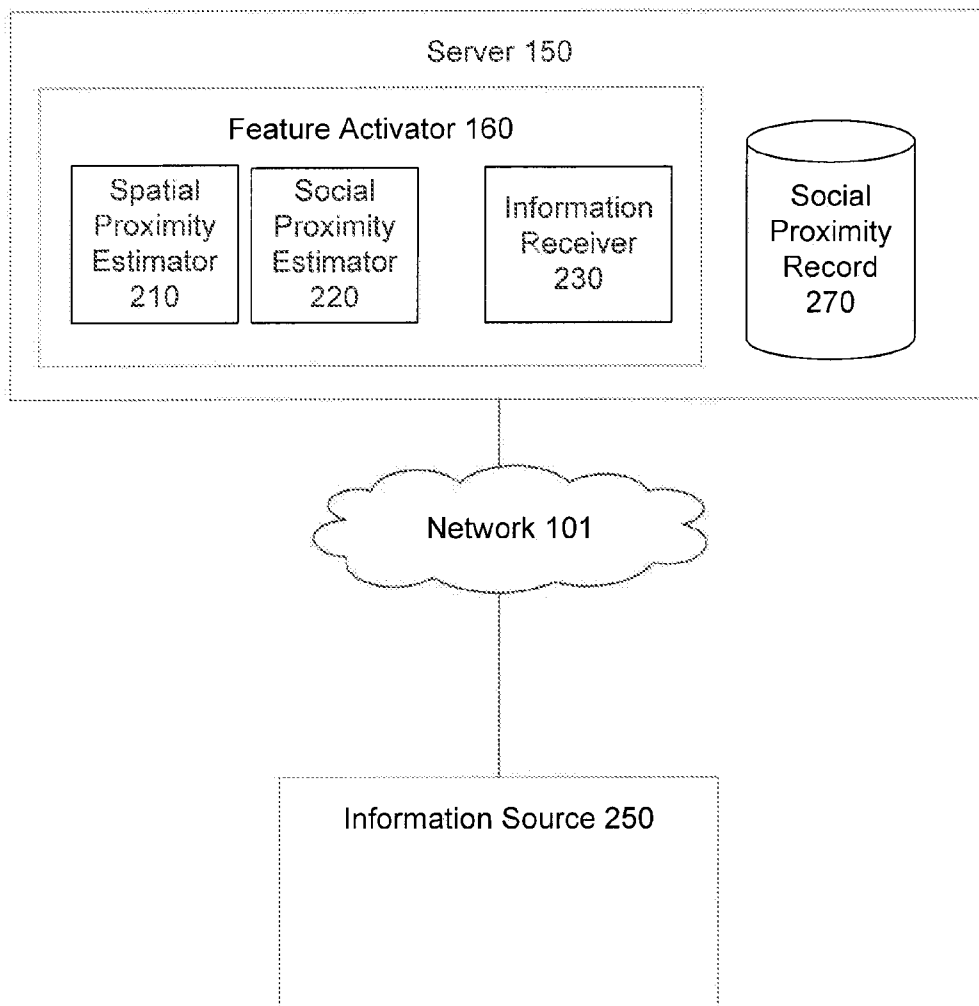 Server 150
Feature Activator 160
Spatial
Proximity
Estimator
210
Social
Proximity
Estimator
220
Information
Receiver
230
Social
Proximity
Record
270
Network 101
Information Source 250